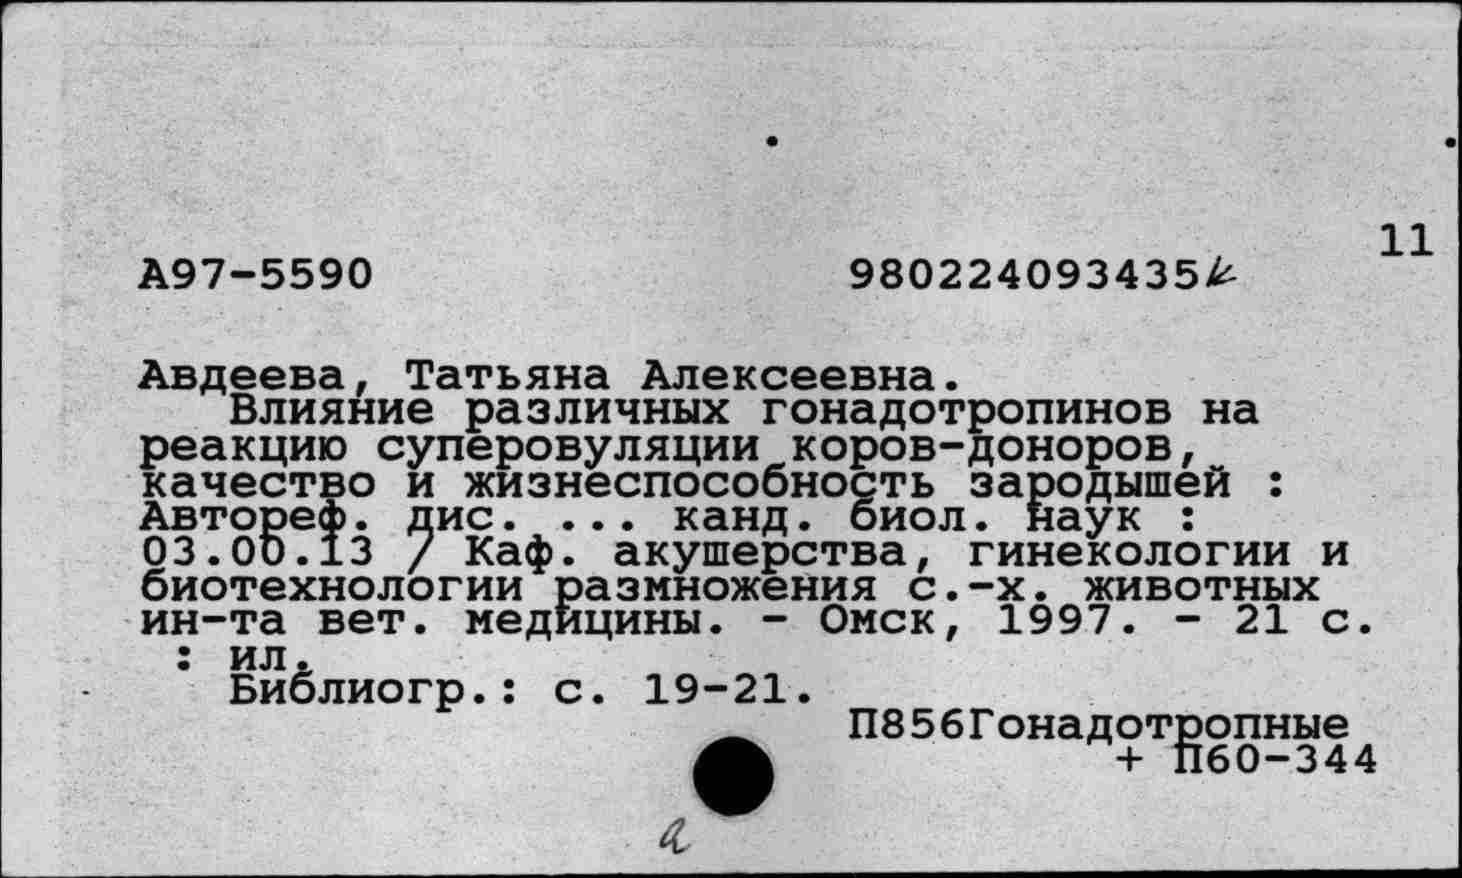 11
А97-5590 980224093435
Авдеева, Татьяна Алексеевна.
Влияние различных гонадотропинов на
реакцию суперовуляции коров-доноров,
качество и жизнеспособность зародышей :
Автореф. дис. ... канд. биол. наук :
03.00.13 / Каф. акушерства, гинекологии и
биотехнологии размножения с.-х. животных
ин-та вет. медицины. - Омск, 1997. - 21 с.
: ил.
Библиогр.: с. 19-21.
П856Гонадотропные
+ П60-344
а